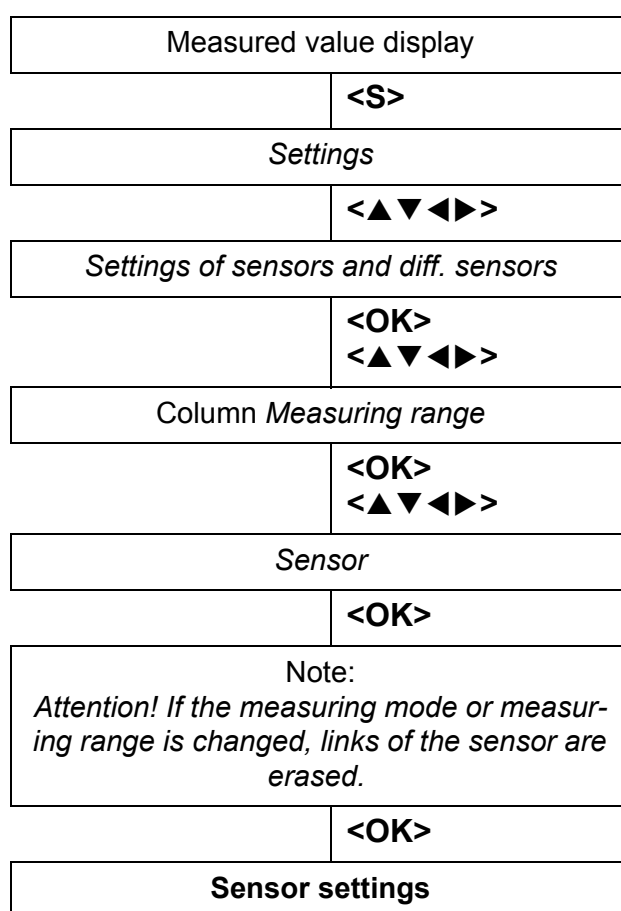 Measured value display
<S>
Settings
<▲▼◀▶>
Settings of sensors and diff. sensors
<OK>
<▲▼◀▶>
Column Measuring range
<OK>
<▲▼◀▶>
Sensor
<OK>
Note:
Attention! If the measuring mode or measur-
ing range is changed, links of the sensor are
erased.
<OK>
Sensor settings